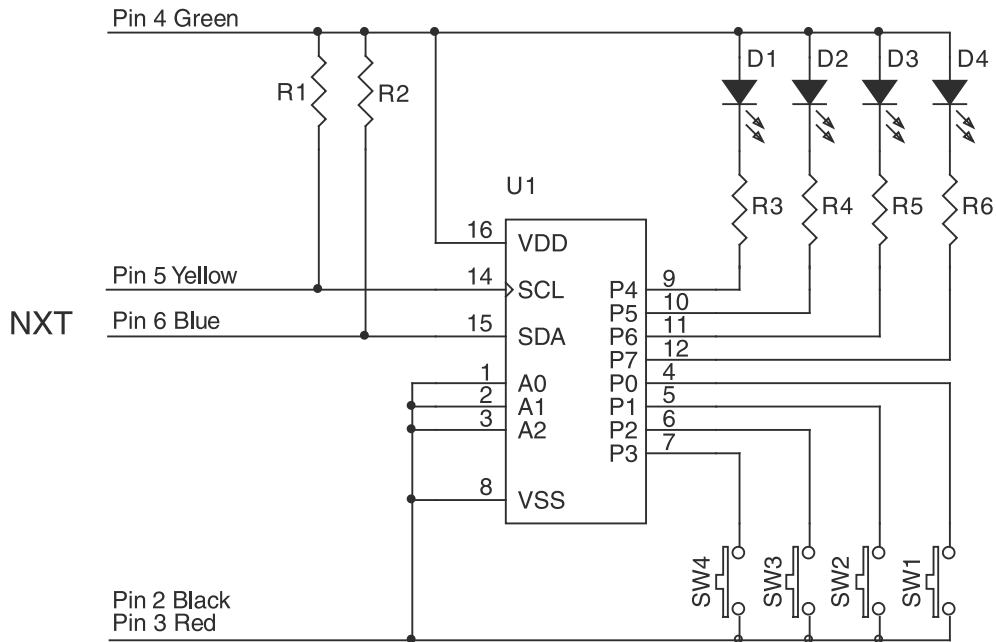 Pin 4 Green
D1
D2
D3
D4
R1
R2
U1
R3
R4
R5
R6
16
VDD
Pin 5 Yellow
14
SCL
P4
9
P5
10
NXT
Pin 6 Blue
15
SDA
P6
11
P7
12
1
A0
P0
4
2
A1
P1
5
3
A2
P2
6
P3
7
8
VSS
SW4
SW3
SW2
SW1
Pin 2 Black
Pin 3 Red